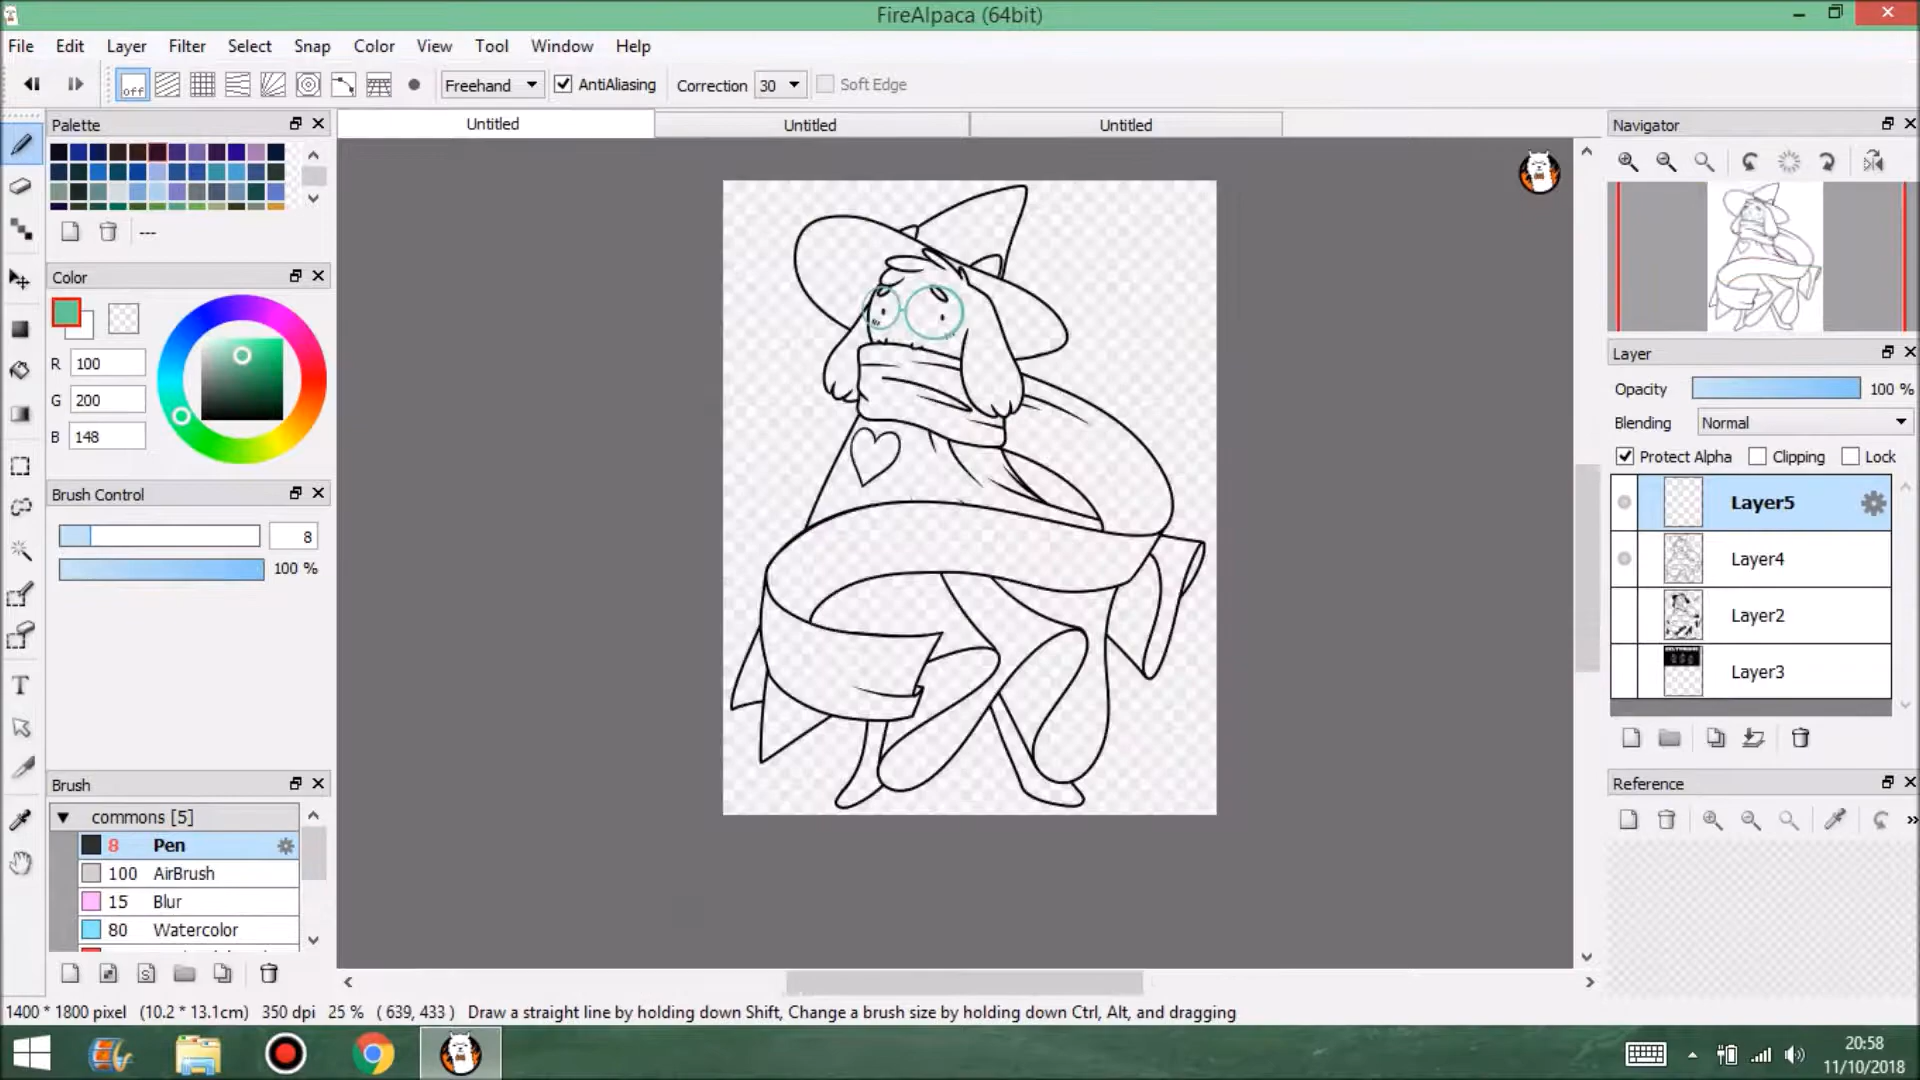 FireAlpaca (64bit)
File Edit Layer Filter Select Snap Color View Tool Window Help
off Freehand AntiAliasing Correction 30 Soft Edge
Palette
Untitled Untitled Untitled
Navigator
---
Color
R 100
G 200
B 148
Layer
Opacity 100 %
Blending Normal
Protect Alpha Clipping Lock
Layer5
Layer4
Layer2
Layer3
Brush Control
8
100 %
Brush
commons [5]
8 Pen
100 AirBrush
15 Blur
80 Watercolor
Reference
1400 * 1800 pixel (10.2 * 13.1cm) 350 dpi 25 % ( 639, 433 ) Draw a straight line by holding down Shift, Change a brush size by holding down Ctrl, Alt, and dragging
20:58
11/10/2018